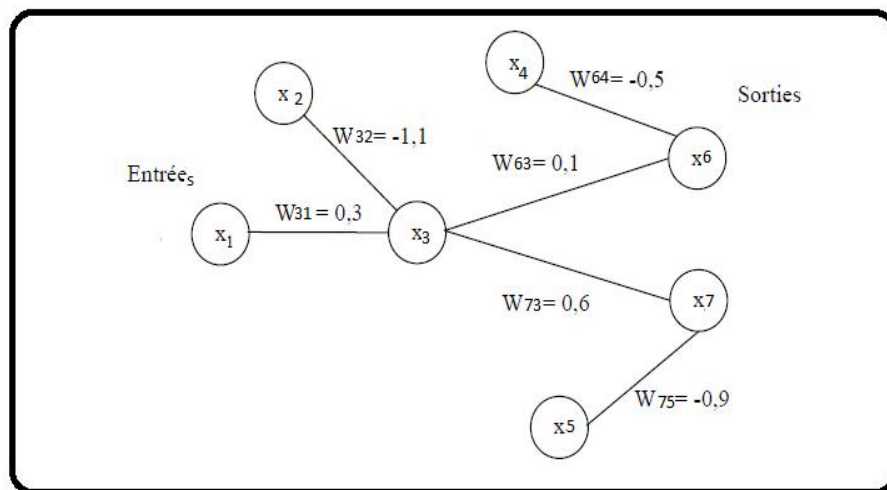 x4
W64= -0,5
x 2
Sorties
W32= -1,1
W63= 0,1
x6
Entrées
W31 = 0,3
x1
x3
W73= 0,6
x7
W75= -0,9
x5